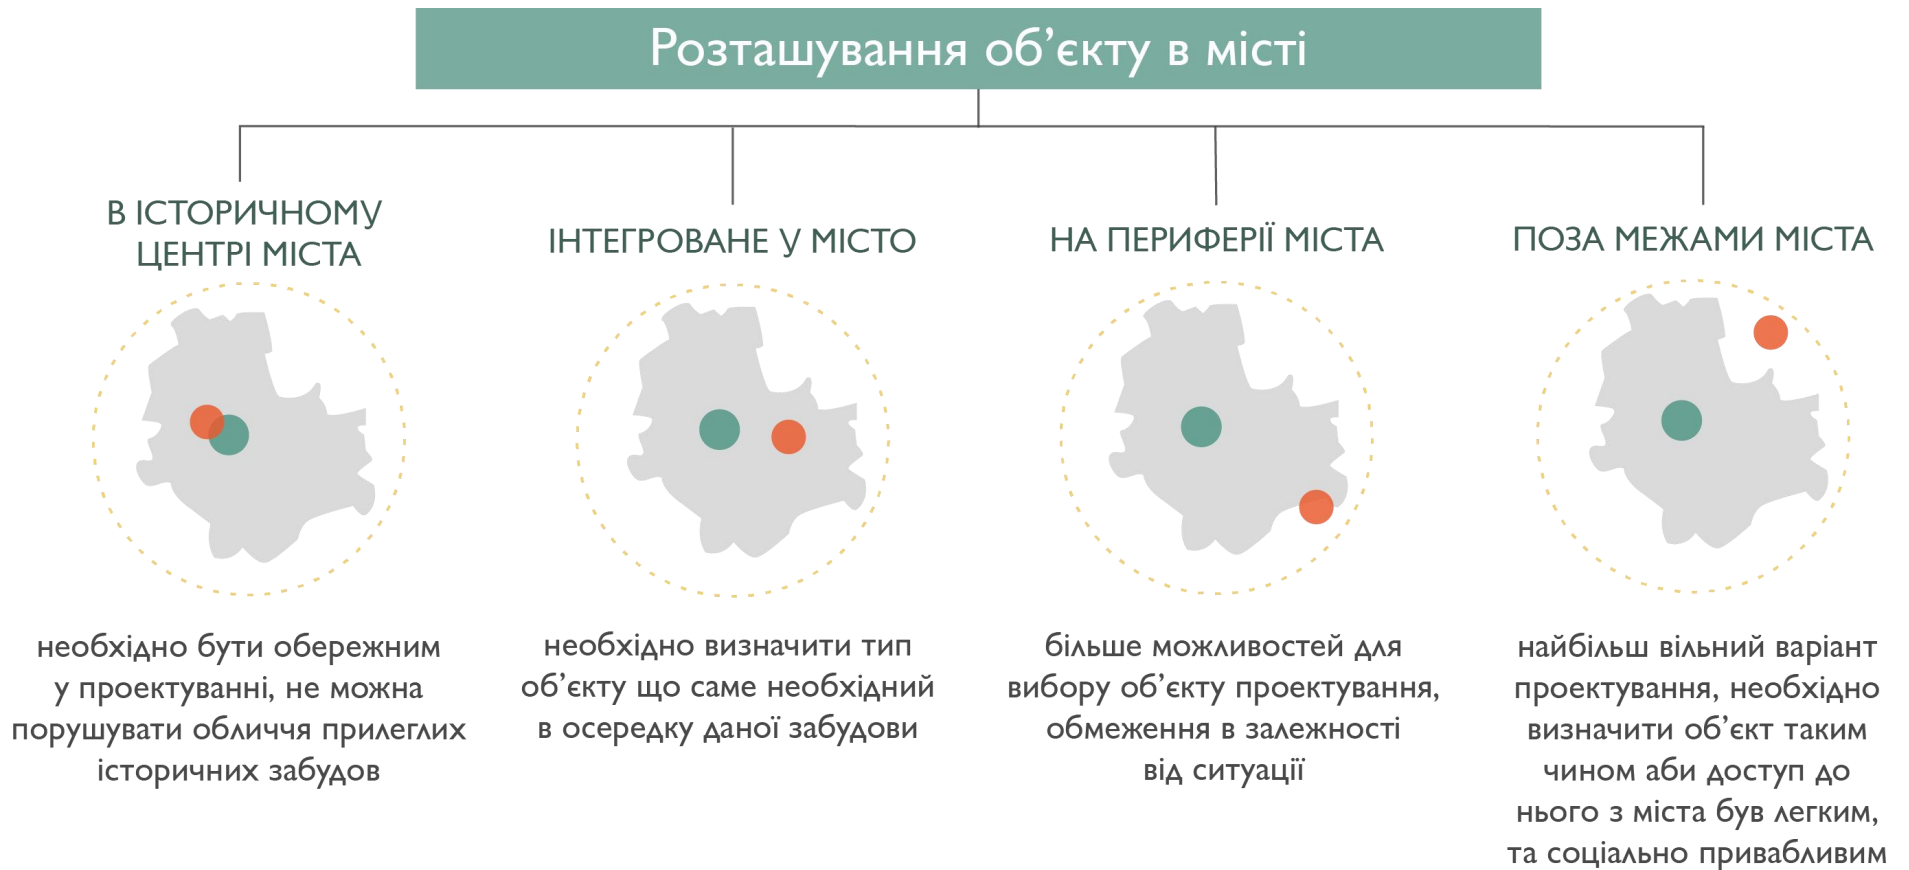 Розташування об’єкту в місті
В ІСТОРИЧНОМУ
ЦЕНТРІ МІСТА
необхідно бути обережним
у проектуванні, не можна
порушувати обличчя прилеглих
історичних забудов
ІНТЕГРОВАНЕ У МІСТО
необхідно визначити тип
об’єкту що саме необхідний
в осередку даної забудови
НА ПЕРИФЕРІЇ МІСТА
більше можливостей для
вибору об’єкту проектування,
обмеження в залежності
від ситуації
ПОЗА МЕЖАМИ МІСТА
найбільш вільний варіант
проектування, необхідно
визначити об’єкт таким
чином аби доступ до
нього з міста був легким,
та соціально привабливим